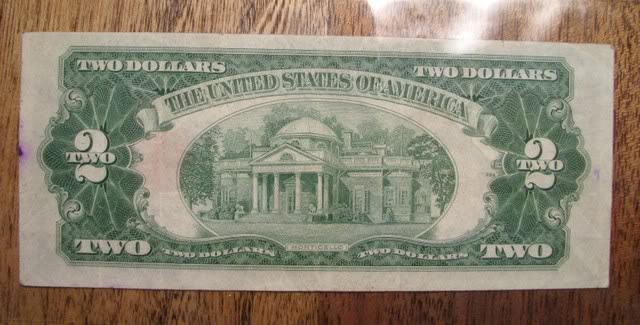 TWO DOLLARS
TWO DOLLARS
THE UNITED STATES OF AMERICA
2
TWO
2
TWO
MONTICELLO
TWO
TWO DOLLARS
TWO DOLLARS
TWO